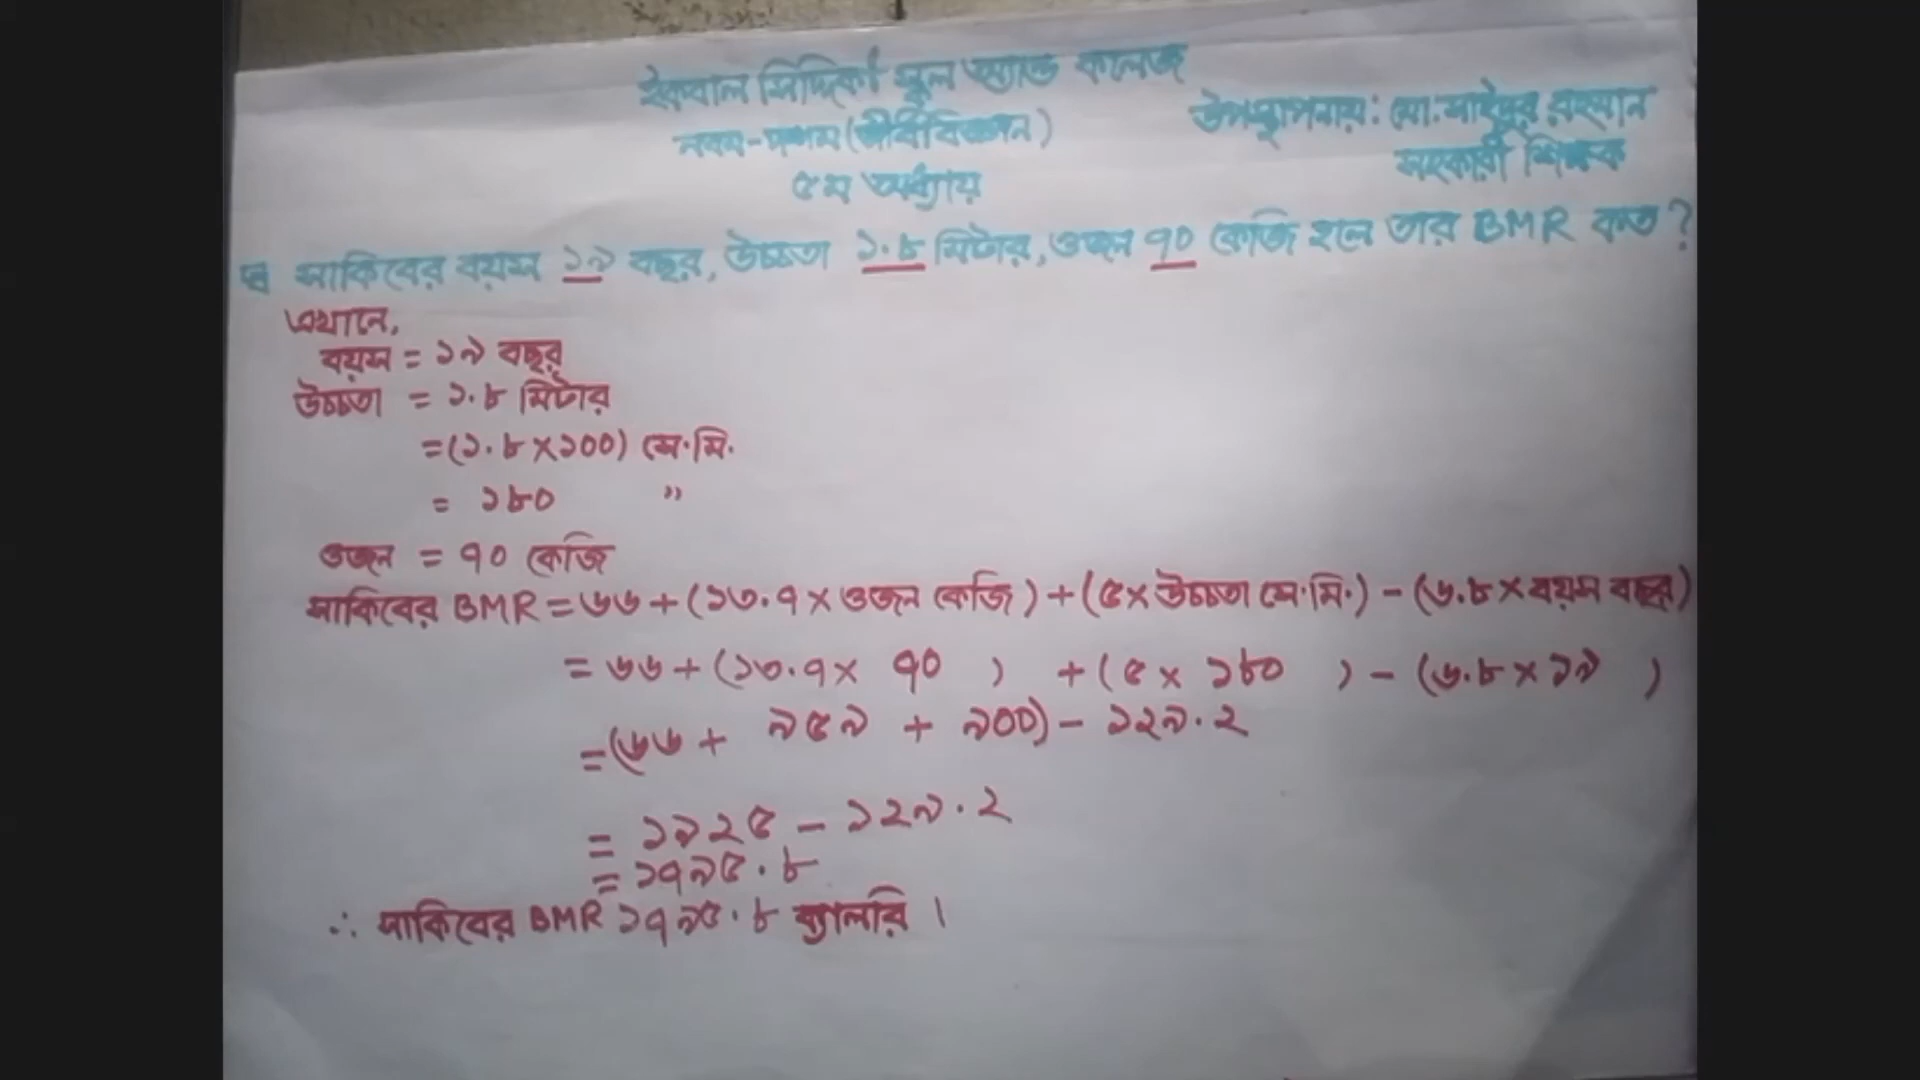 ইকবাল সিদ্দিকী স্কুল অ্যান্ড কলেজ
নবম-দশম (জীববিজ্ঞান)
৫ম অধ্যায়
উপস্থাপনায়: মো. সাইদুর রহমান
সহকারী শিক্ষক
সাকিবের বয়স ১৯ বছর, উচ্চতা ১.৮ মিটার, ওজন ৭০ কেজি হলে তার BMR কত?
এখানে,
বয়স = ১৯ বছর
উচ্চতা = ১.৮ মিটার
=(১.৮×১০০) সে.মি.
= ১৮০ "
ওজন = ৭০ কেজি
সাকিবের BMR = ৬৬ + (১৩.৭ × ওজন কেজি) + (৫ × উচ্চতা সে.মি.) - (৬.৮ × বয়স বছর)
= ৬৬ + (১৩.৭ × ৭০ ) + (৫ × ১৮০ ) - (৬.৮ × ১৯ )
=(৬৬ + ৯৫৯ + ৯০০) - ১২৯.২
= ১৯২৫ - ১২৯.২
= ১৭৯৫.৮
∴ সাকিবের BMR ১৭৯৫.৮ ক্যালরি।